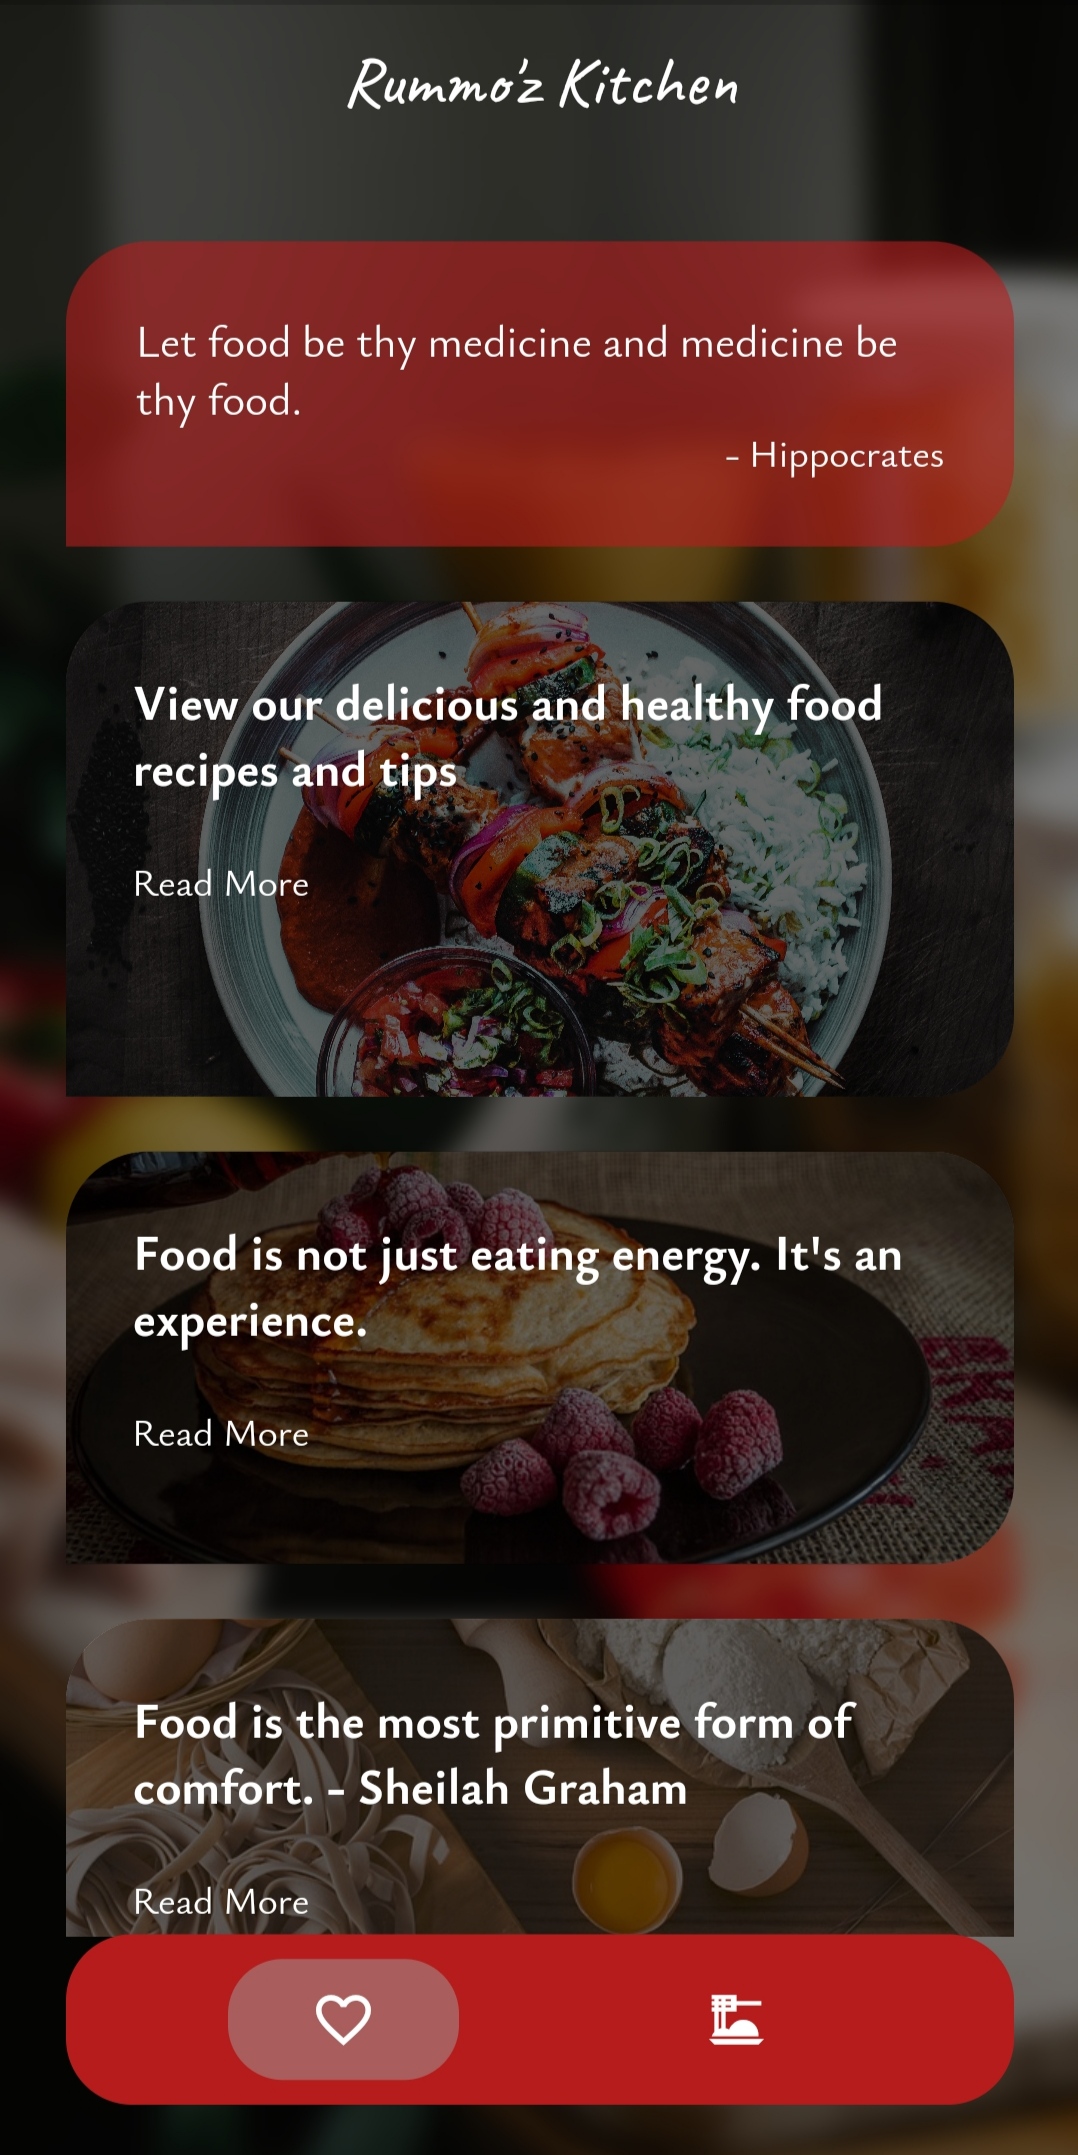 Rummo'z Kitchen
Let food be thy medicine and medicine be
thy food.
- Hippocrates
View our delicious and healthy food
recipes and tips
Read More
Food is not just eating energy. It's an
experience.
Read More
Food is the most primitive form of
comfort. - Sheilah Graham
Read More